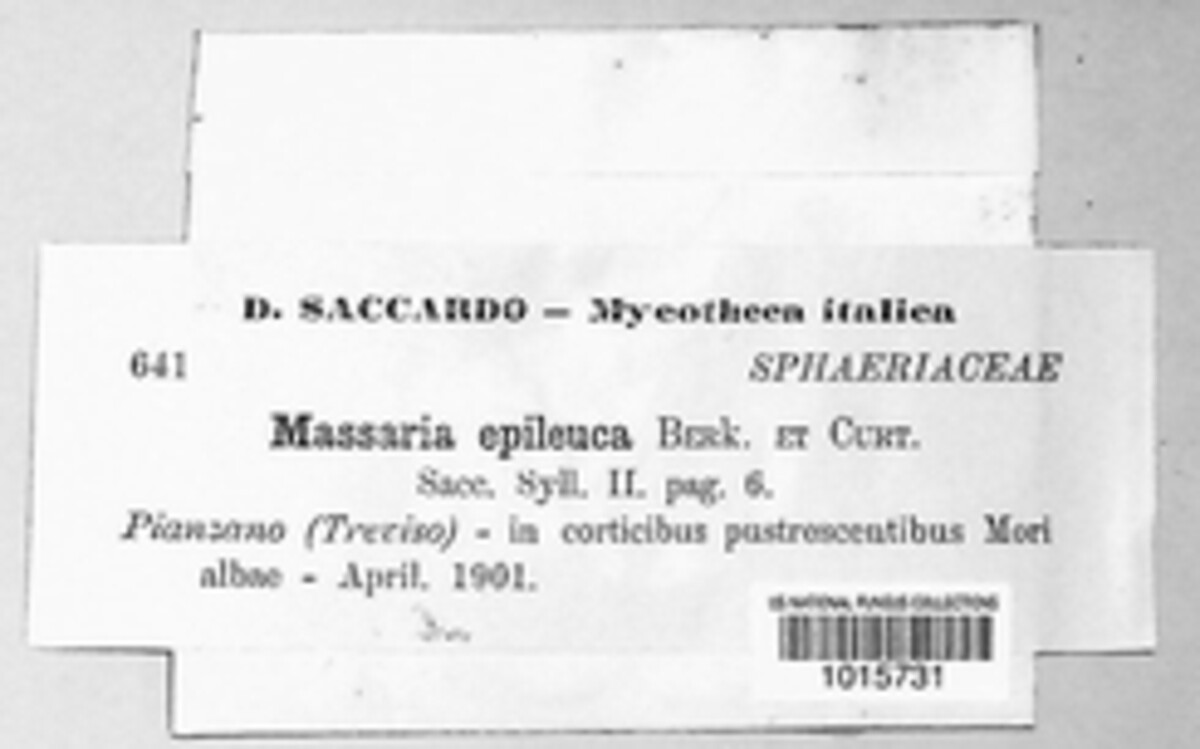 D. SACCARDO – Mycotheca italica
641 SPHAERIACEAE
Massaria epileuca BERK. ET CURT.
Sacc. Syll. II. pag. 6.
Pianzano (Treviso) - in corticibus pustrescentibus Mori
albae - April. 1901.
US NATIONAL FUNGUS COLLECTIONS
1015731